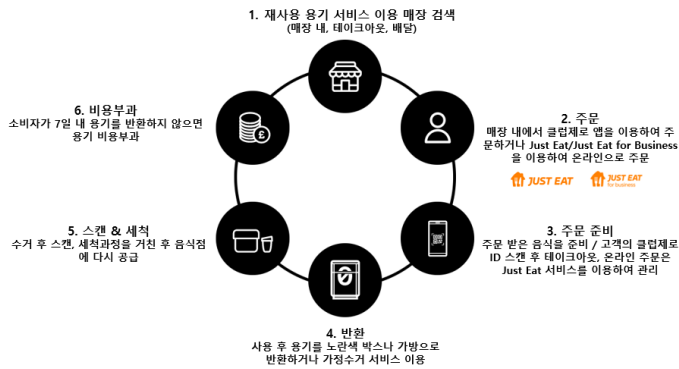 1. 재사용 용기 서비스 이용 매장 검색
(매장 내, 테이크아웃, 배달)
2. 주문
매장 내에서 클럽제로 앱을 이용하여 주
문하거나 Just Eat/Just Eat for Business
을 이용하여 온라인으로 주문
JUST EAT
JUST EAT
for business
3. 주문 준비
주문 받은 음식을 준비 / 고객의 클럽제로
ID 스캔 후 테이크아웃, 온라인 주문은
Just Eat 서비스를 이용하여 관리
4. 반환
사용 후 용기를 노란색 박스나 가방으로
반환하거나 가정수거 서비스 이용
5. 스캔 & 세척
수거 후 스캔, 세척과정을 거친 후 음식점
에 다시 공급
6. 비용부과
소비자가 7일 내 용기를 반환하지 않으면
용기 비용부과
£